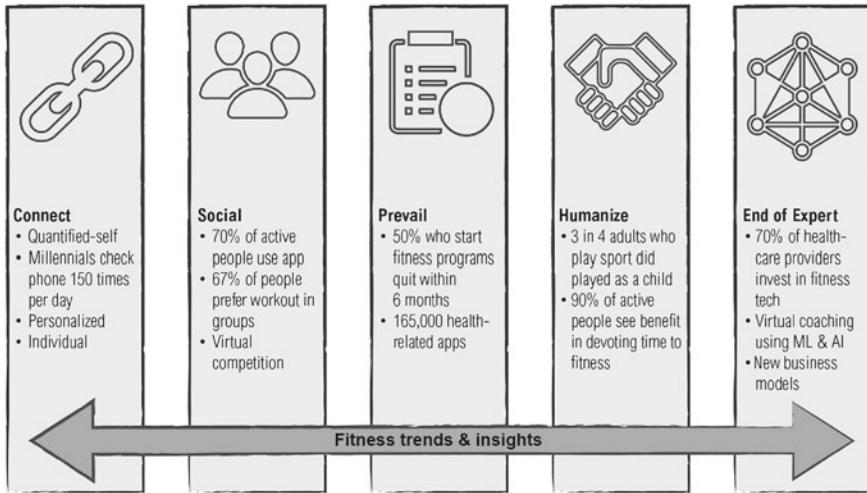 Connect
• Quantified-self
• Millennials check
phone 150 times
per day
• Personalized
• Individual
Social
• 70% of active
people use app
• 67% of people
prefer workout in
groups
• Virtual
competition
Prevail
• 50% who start
fitness programs
quit within
6 months
• 165,000 health-
related apps
Humanize
• 3 in 4 adults who
play sport did
played as a child
• 90% of active
people see benefit
in devoting time to
fitness
End of Expert
• 70% of health-
care providers
invest in fitness
tech
• Virtual coaching
using ML & AI
• New business
models
Fitness trends & insights